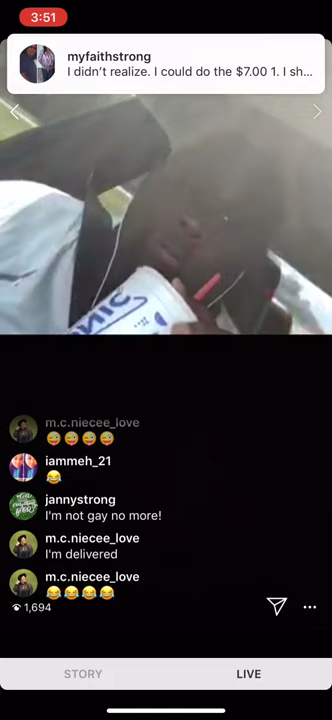 3:51
myfaithstrong
I didn't realize. I could do the $7.00 1. I sh...
NIC
m.c.niecee_love
😜😜😜😜
iammeh_21
😂
jannystrong
I'm not gay no more!
m.c.niecee_love
I'm delivered
m.c.niecee_love
😂😂😂😂
1,694
STORY
LIVE